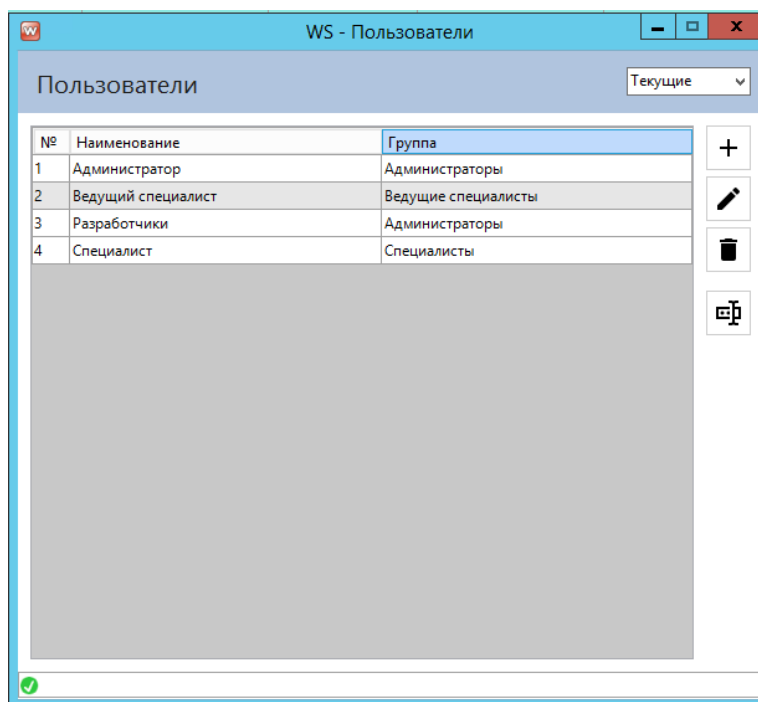 WS - Пользователи
Пользователи
Текущие
№ Наименование Группа
1 Администратор Администраторы
2 Ведущий специалист Ведущие специалисты
3 Разработчики Администраторы
4 Специалист Специалисты